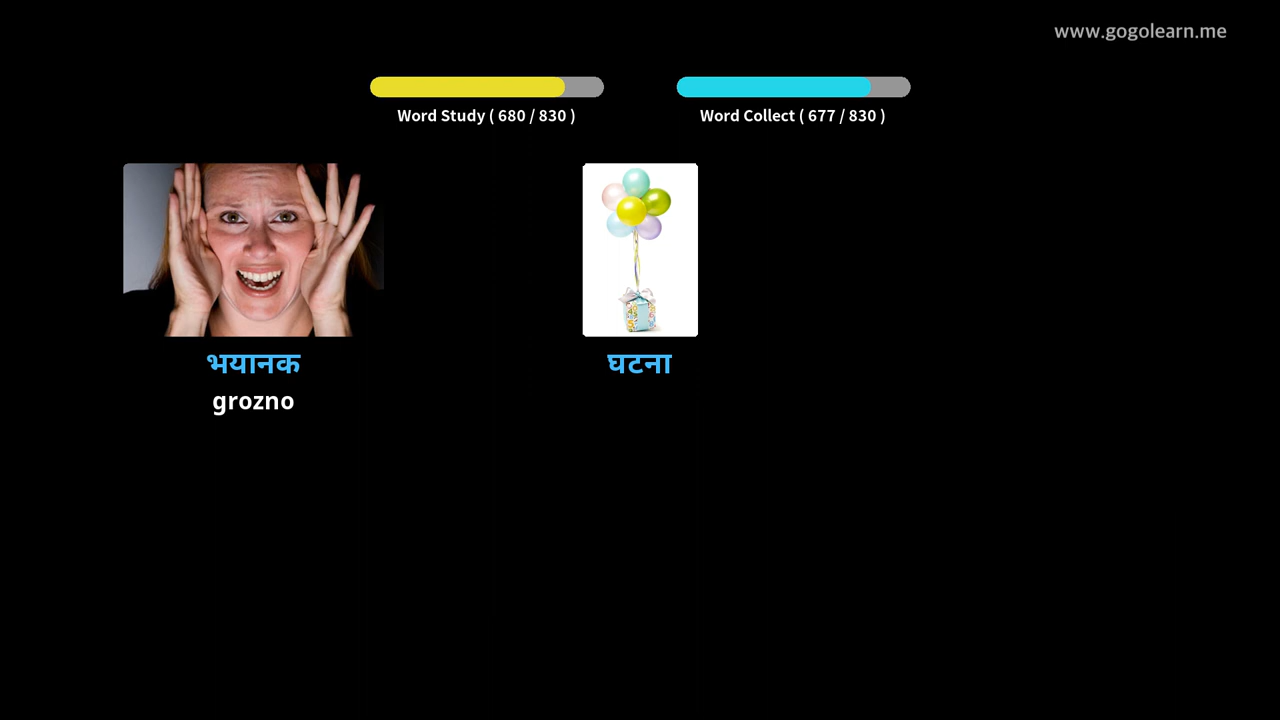 www.gogolearn.me
Word Study ( 680 / 830 )
Word Collect ( 677 / 830 )
भयानक
घटना
grozno